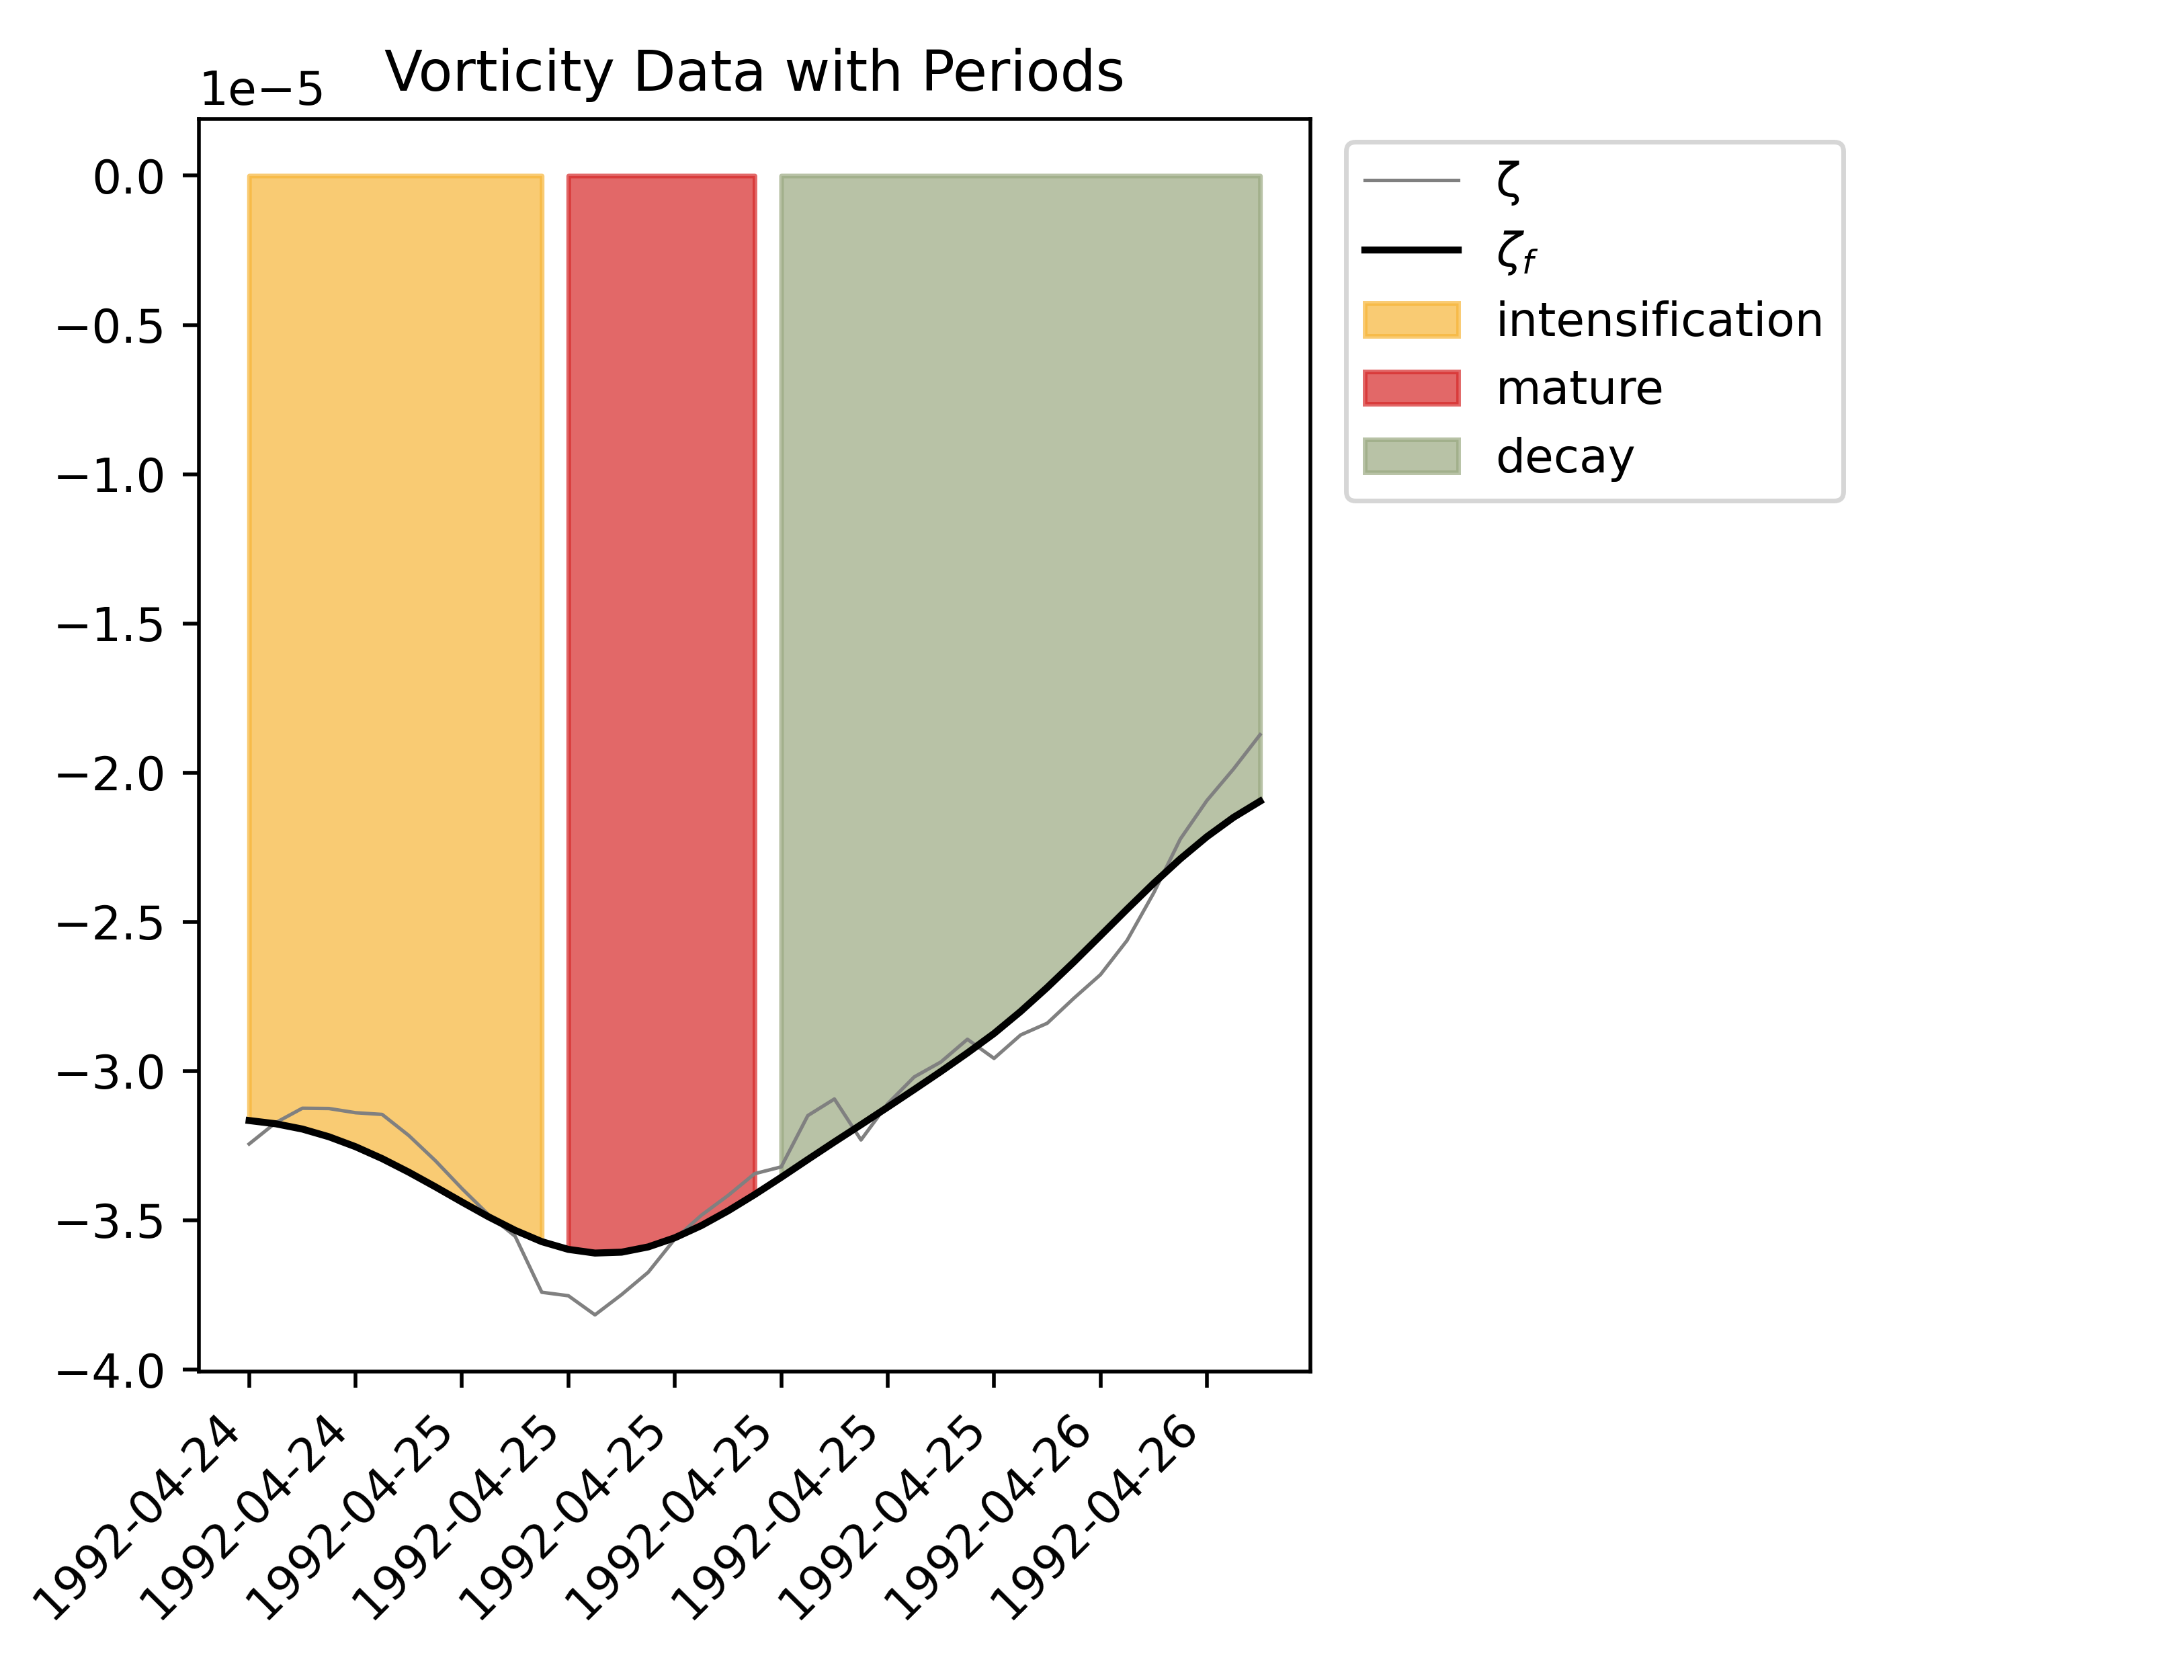 Vorticity Data with Periods
1e−5
0.0
−0.5
−1.0
−1.5
−2.0
−2.5
−3.0
−3.5
−4.0
1992-04-24
1992-04-24
1992-04-25
1992-04-25
1992-04-25
1992-04-25
1992-04-25
1992-04-25
1992-04-26
1992-04-26
ζ
ζf
intensification
mature
decay